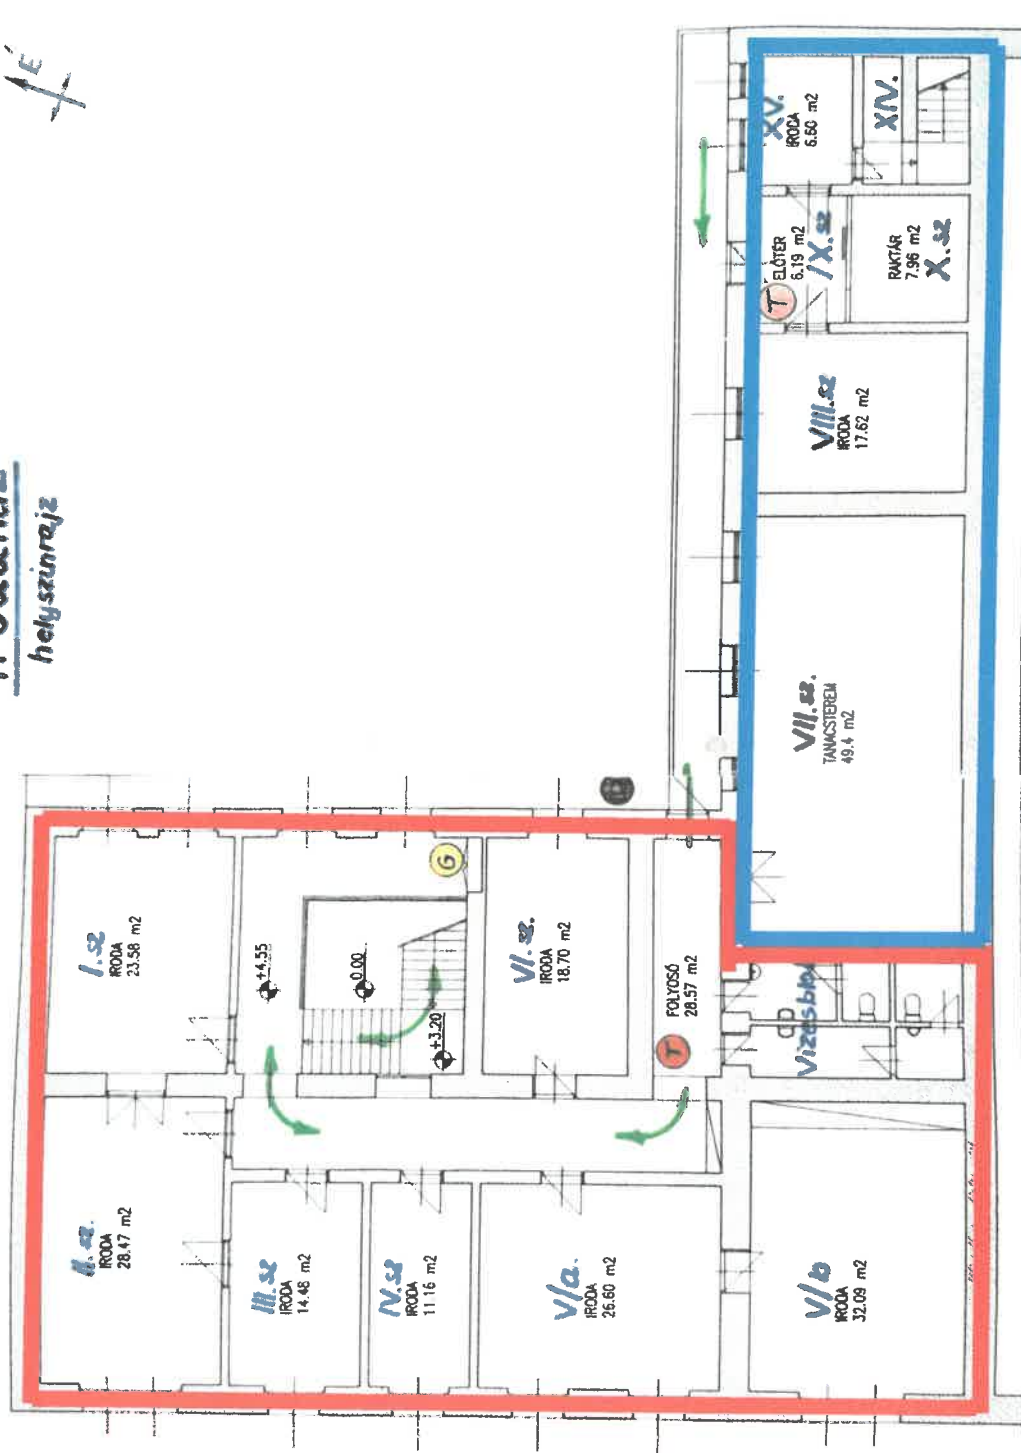 É
helyszínrajz
I. sz
IRODA
23.58 m2
II. sz.
IRODA
28.47 m2
III. sz
IRODA
14.48 m2
IV. sz
IRODA
11.16 m2
V/a.
IRODA
26.60 m2
V/b
IRODA
32.09 m2
+4.55
0.00
+3.20
G
VI. sz.
IRODA
18.70 m2
FOLYOSÓ
28.57 m2
T
Vizesblokk
VII. sz.
TANÁCSTEREM
49.4 m2
VIII. sz
IRODA
17.62 m2
T
ELŐTÉR
6.19 m2
IX. sz
RAKTÁR
7.96 m2
X. sz
XV.
IRODA
6.60 m2
XIV.